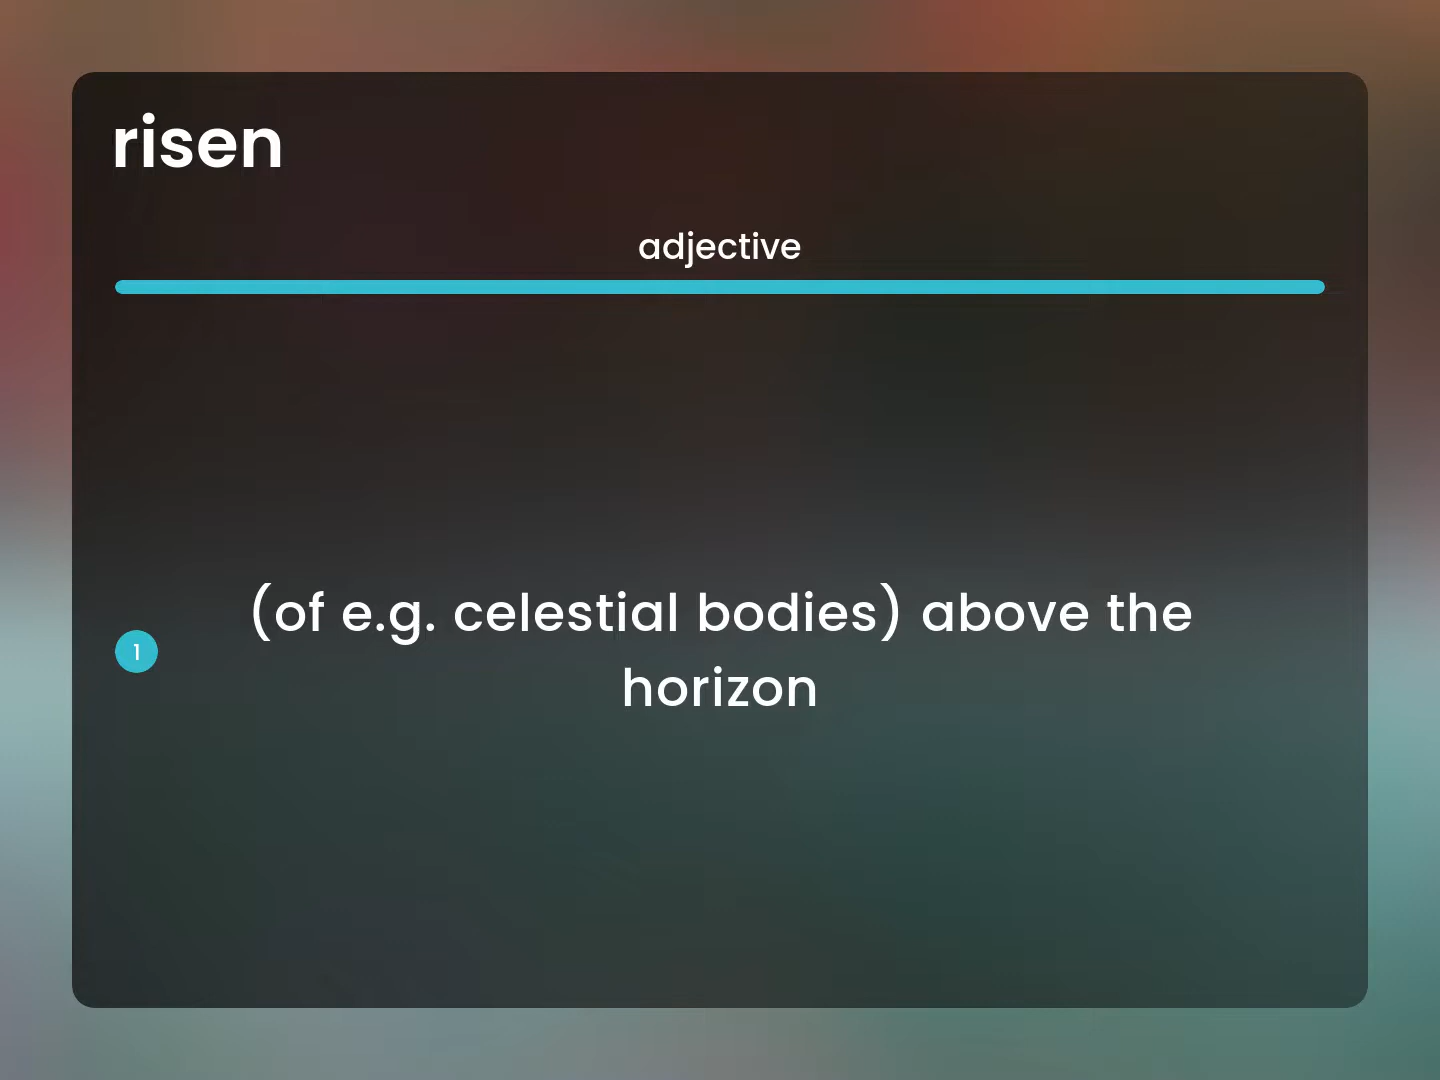 risen
adjective
1
(of e.g. celestial bodies) above the
horizon